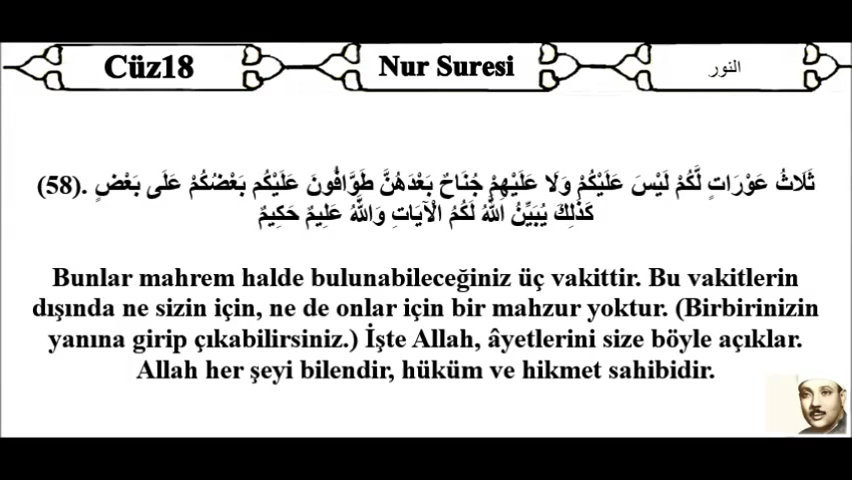 Cüz18
Nur Suresi
النور
ثَلَاثُ عَوْرَاتٍ لَّكُمْ لَيْسَ عَلَيْكُمْ وَلَا عَلَيْهِمْ جُنَاحٌ بَعْدَهُنَّ طَوَّافُونَ عَلَيْكُم بَعْضُكُمْ عَلَى بَعْضٍ .(58)
كَذَلِكَ يُبَيِّنُ اللَّهُ لَكُمُ الْآيَاتِ وَاللَّهُ عَلِيمٌ حَكِيمٌ
Bunlar mahrem halde bulunabileceğiniz üç vakittir. Bu vakitlerin
dışında ne sizin için, ne de onlar için bir mahzur yoktur. (Birbirinizin
yanına girip çıkabilirsiniz.) İşte Allah, âyetlerini size böyle açıklar.
Allah her şeyi bilendir, hüküm ve hikmet sahibidir.